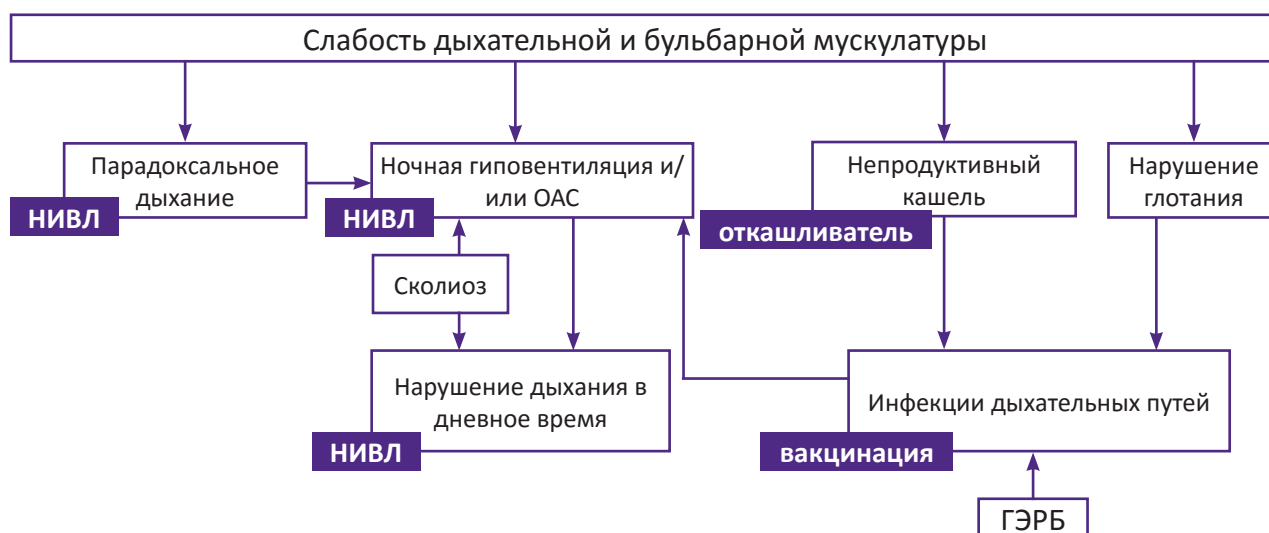 Слабость дыхательной и бульбарной мускулатуры
Парадоксальное
дыхание
НИВЛ
Ночная гиповентиляция и/
или ОАС
НИВЛ
Непродуктивный
кашель
откашливатель
Нарушение
глотания
Сколиоз
Нарушение дыхания в
дневное время
НИВЛ
Инфекции дыхательных путей
вакцинация
ГЭРБ